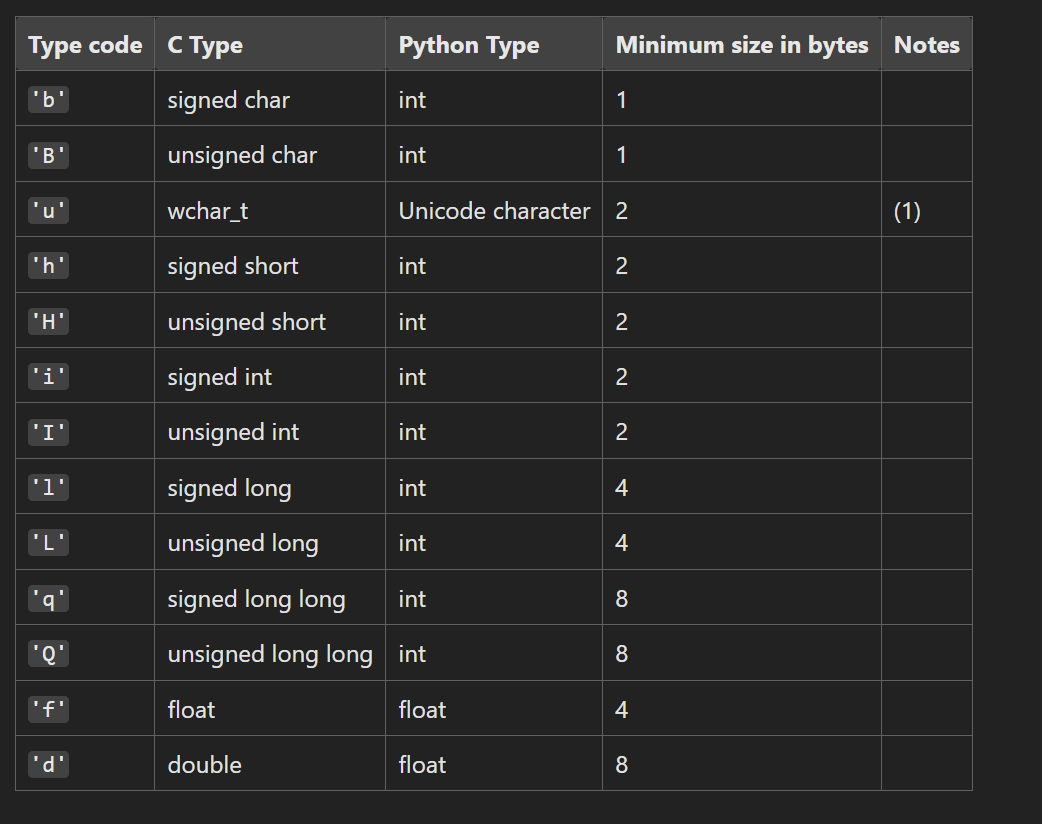 Type code C Type Python Type Minimum size in bytes Notes
'b' signed char int 1
'B' unsigned char int 1
'u' wchar_t Unicode character 2 (1)
'h' signed short int 2
'H' unsigned short int 2
'i' signed int int 2
'I' unsigned int int 2
'l' signed long int 4
'L' unsigned long int 4
'q' signed long long int 8
'Q' unsigned long long int 8
'f' float float 4
'd' double float 8